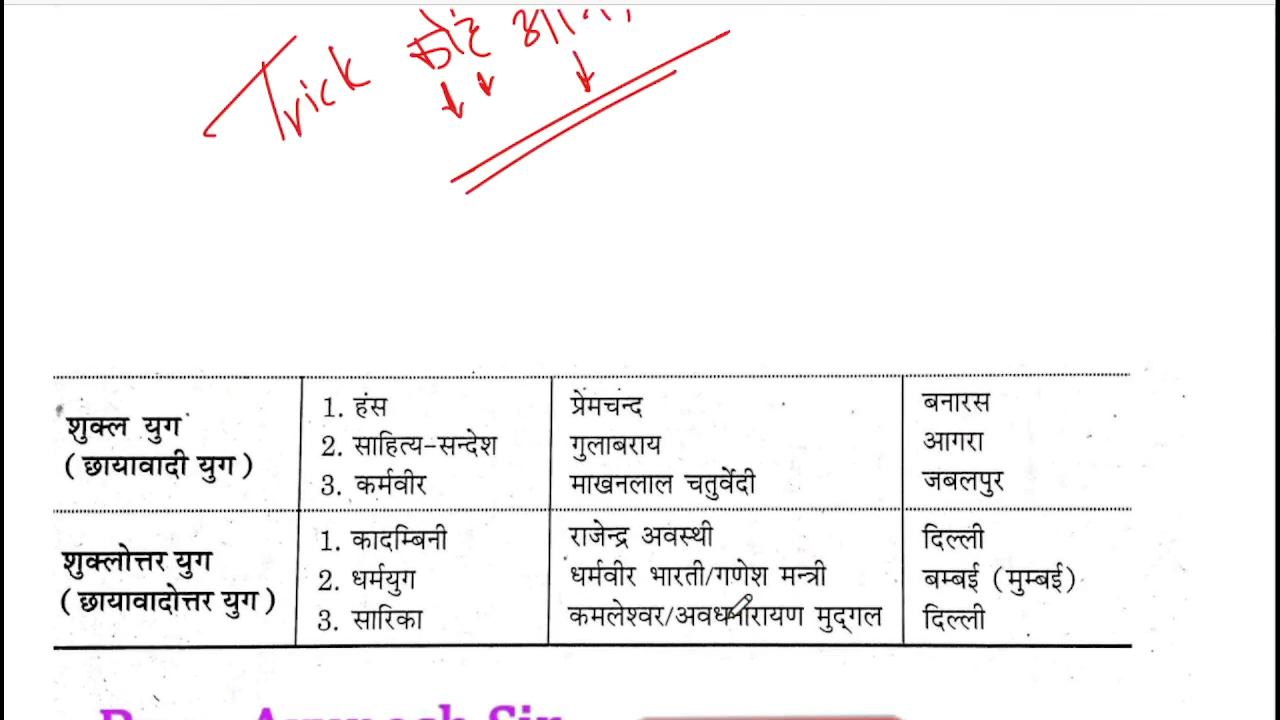 Trick
शुक्ल युग
(छायावादी युग)
1. हंस प्रेमचन्द बनारस
2. साहित्य-सन्देश गुलाबराय आगरा
3. कर्मवीर माखनलाल चतुर्वेदी जबलपुर
शुक्लोत्तर युग
(छायावादोत्तर युग)
1. कादम्बिनी राजेन्द्र अवस्थी दिल्ली
2. धर्मयुग धर्मवीर भारती/गणेश मन्त्री बम्बई (मुम्बई)
3. सारिका कमलेश्वर/अवधनारायण मुद्गल दिल्ली
Sir